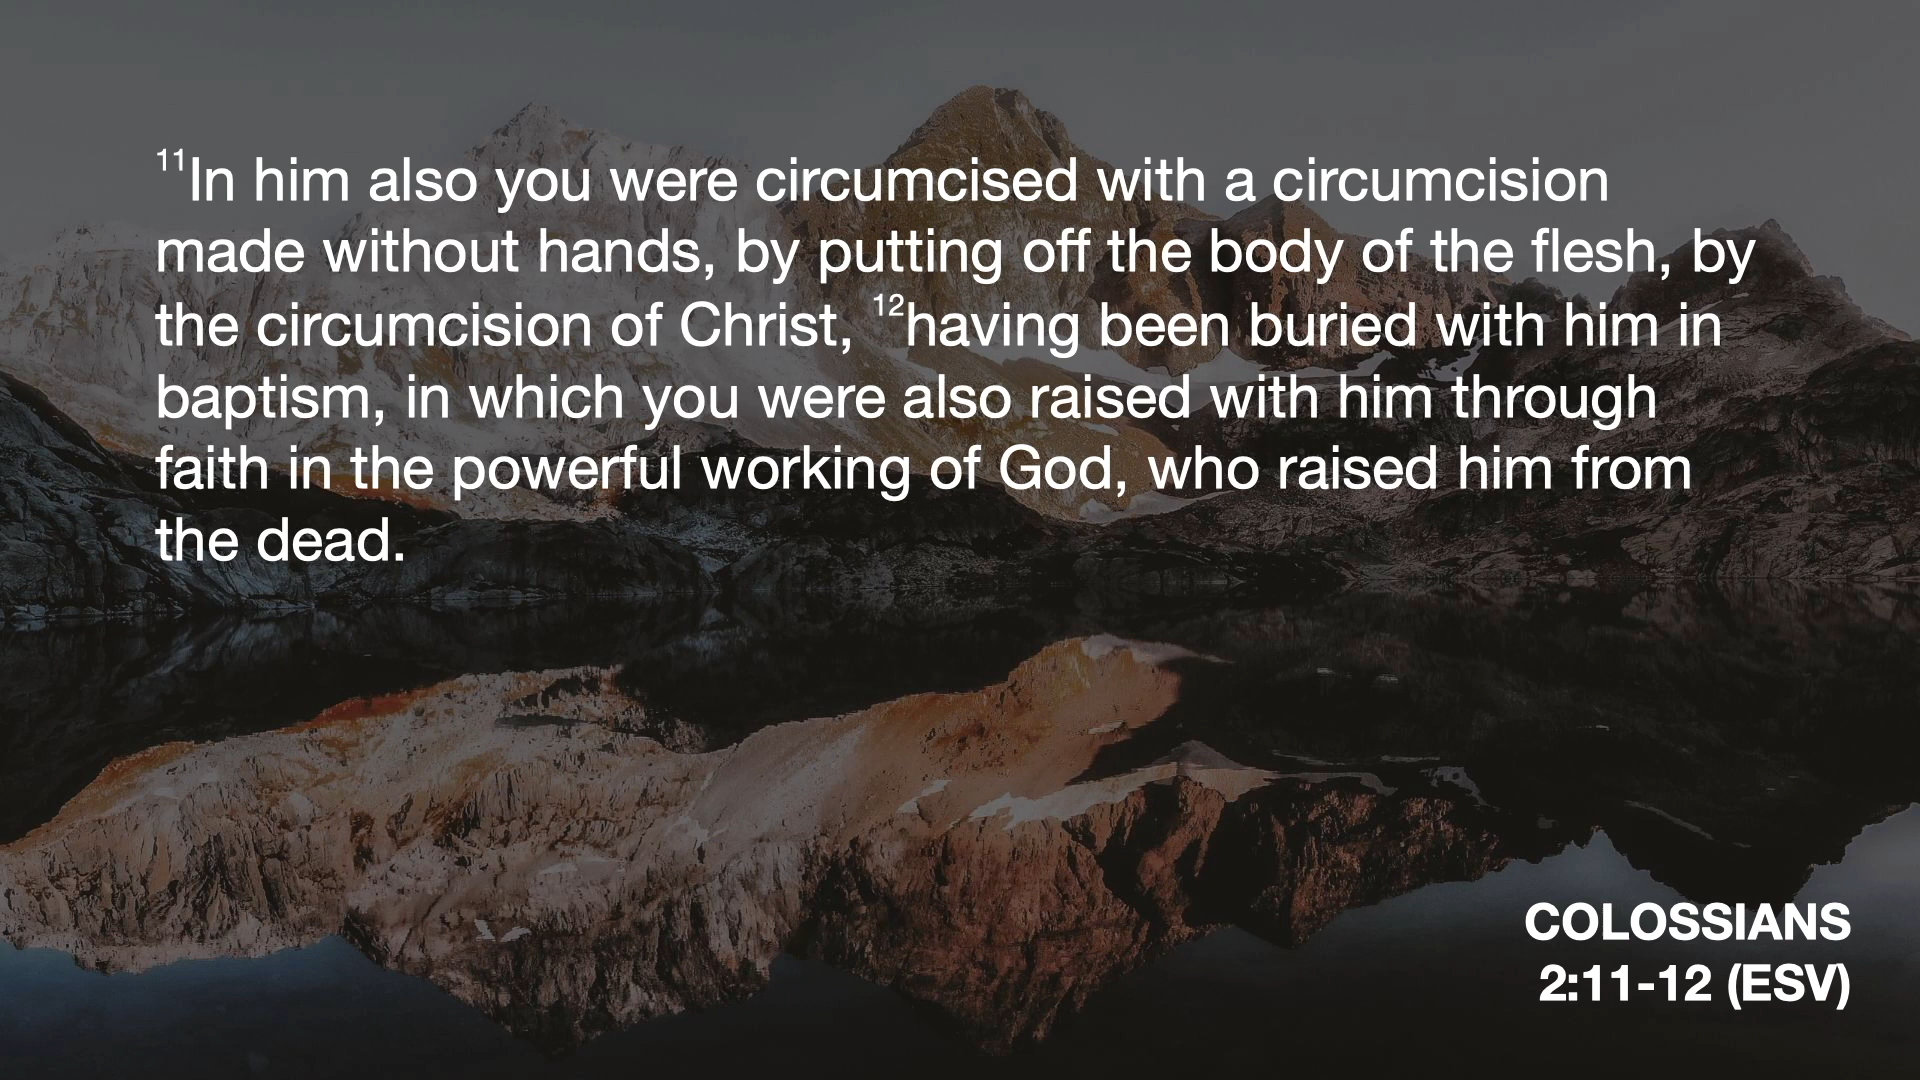 ¹¹In him also you were circumcised with a circumcision
made without hands, by putting off the body of the flesh, by
the circumcision of Christ, ¹²having been buried with him in
baptism, in which you were also raised with him through
faith in the powerful working of God, who raised him from
the dead.
COLOSSIANS
2:11-12 (ESV)